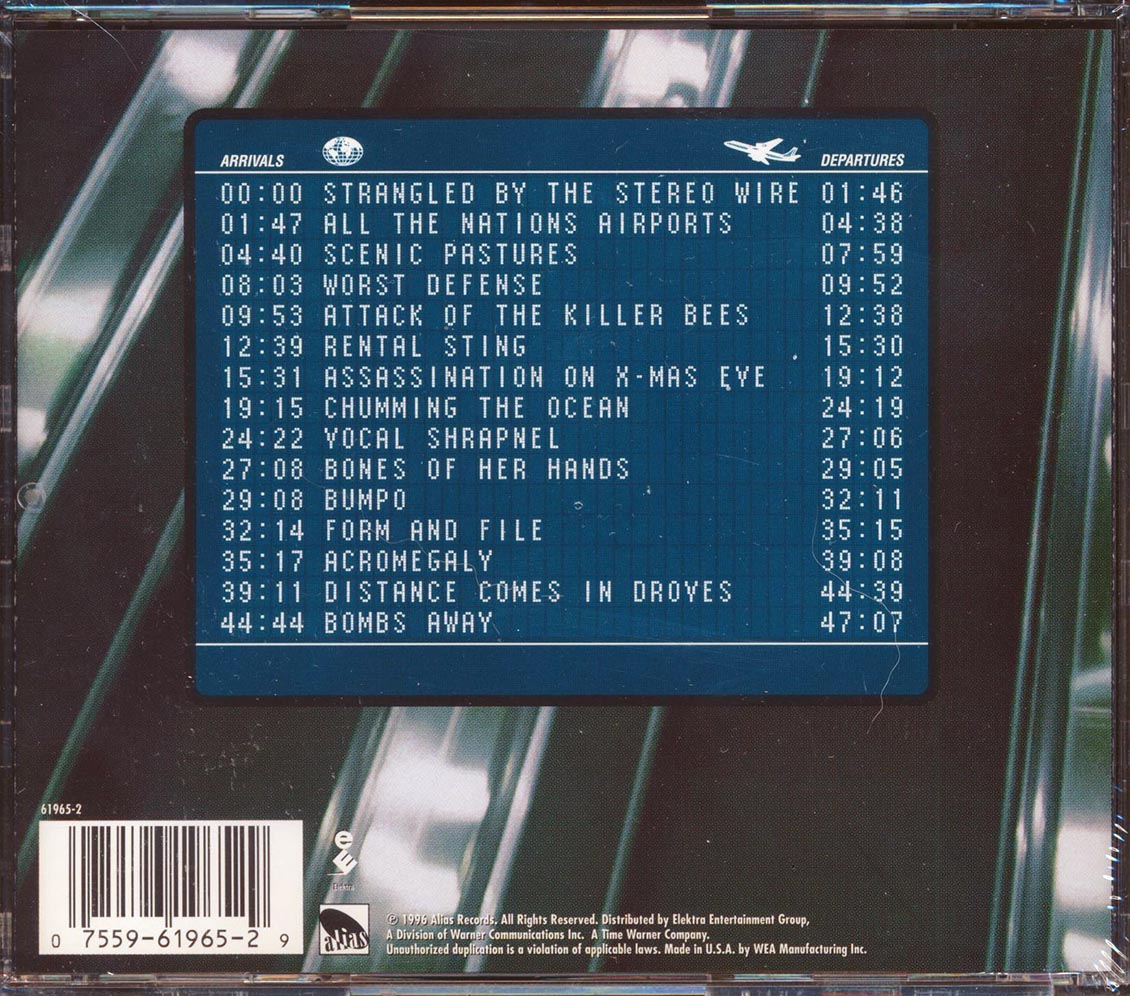 ARRIVALS DEPARTURES
00:00 STRANGLED BY THE STEREO WIRE 01:46
01:47 ALL THE NATIONS AIRPORTS 04:38
04:40 SCENIC PASTURES 07:59
08:03 WORST DEFENSE 09:52
09:53 ATTACK OF THE KILLER BEES 12:38
12:39 RENTAL STING 15:30
15:31 ASSASSINATION ON X-MAS EVE 19:12
19:15 CHUMMING THE OCEAN 24:19
24:22 VOCAL SHRAPNEL 27:06
27:08 BONES OF HER HANDS 29:05
29:08 BUMPO 32:11
32:14 FORM AND FILE 35:15
35:17 ACROMEGALY 39:08
39:11 DISTANCE COMES IN DROVES 44:39
44:44 BOMBS AWAY 47:07
61965-2
0 7559-61965-2 9
e
Elektra
alias
℗ 1996 Alias Records. All Rights Reserved. Distributed by Elektra Entertainment Group,
A Division of Warner Communications Inc. A Time Warner Company.
Unauthorized duplication is a violation of applicable laws. Made in U.S.A. by WEA Manufacturing Inc.